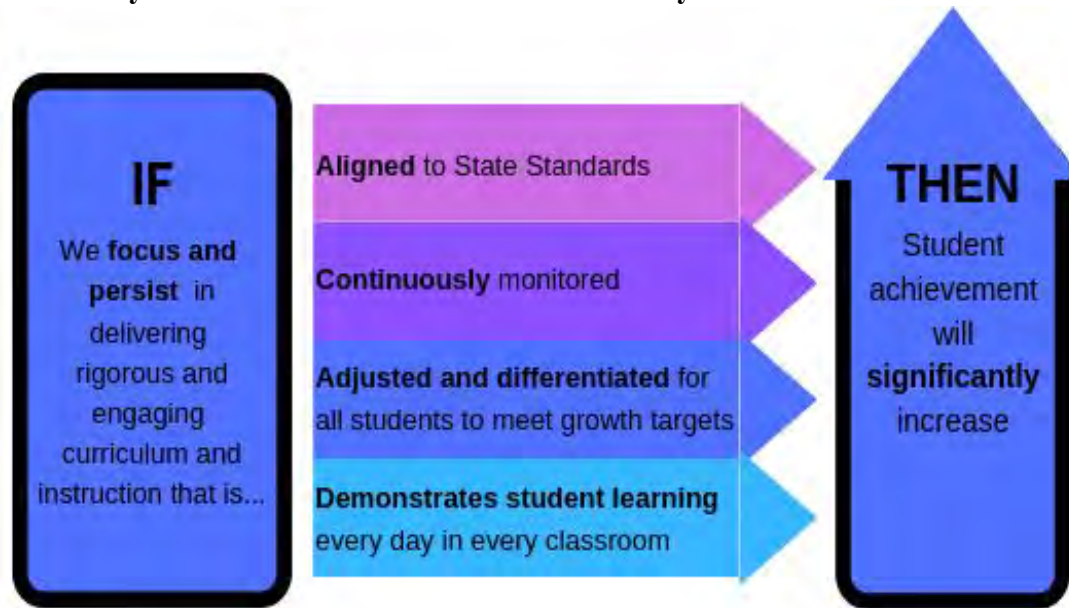 IF
We focus and
persist in
delivering
rigorous and
engaging
curriculum and
instruction that is...
Aligned to State Standards
Continuously monitored
Adjusted and differentiated for
all students to meet growth targets
Demonstrates student learning
every day in every classroom
THEN
Student
achievement
will
significantly
increase